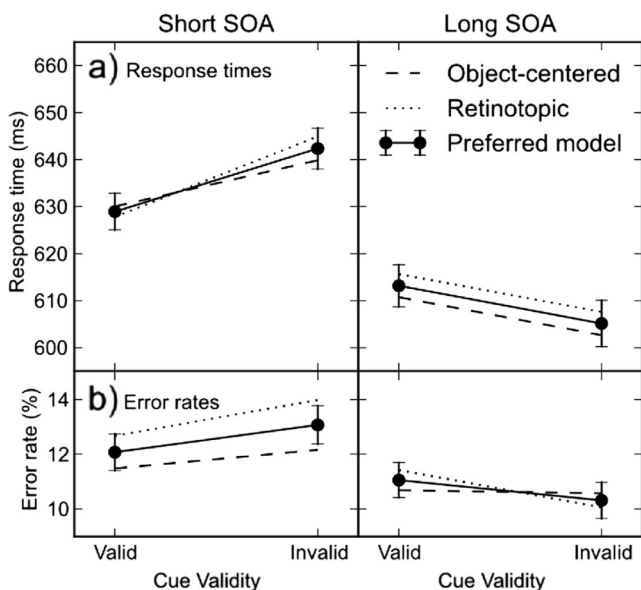 Short SOA
Long SOA
a) Response times
Object-centered
Retinotopic
Preferred model
Response time (ms)
660
650
640
630
620
610
600
b) Error rates
Error rate (%)
14
12
10
Valid
Invalid
Valid
Invalid
Cue Validity
Cue Validity